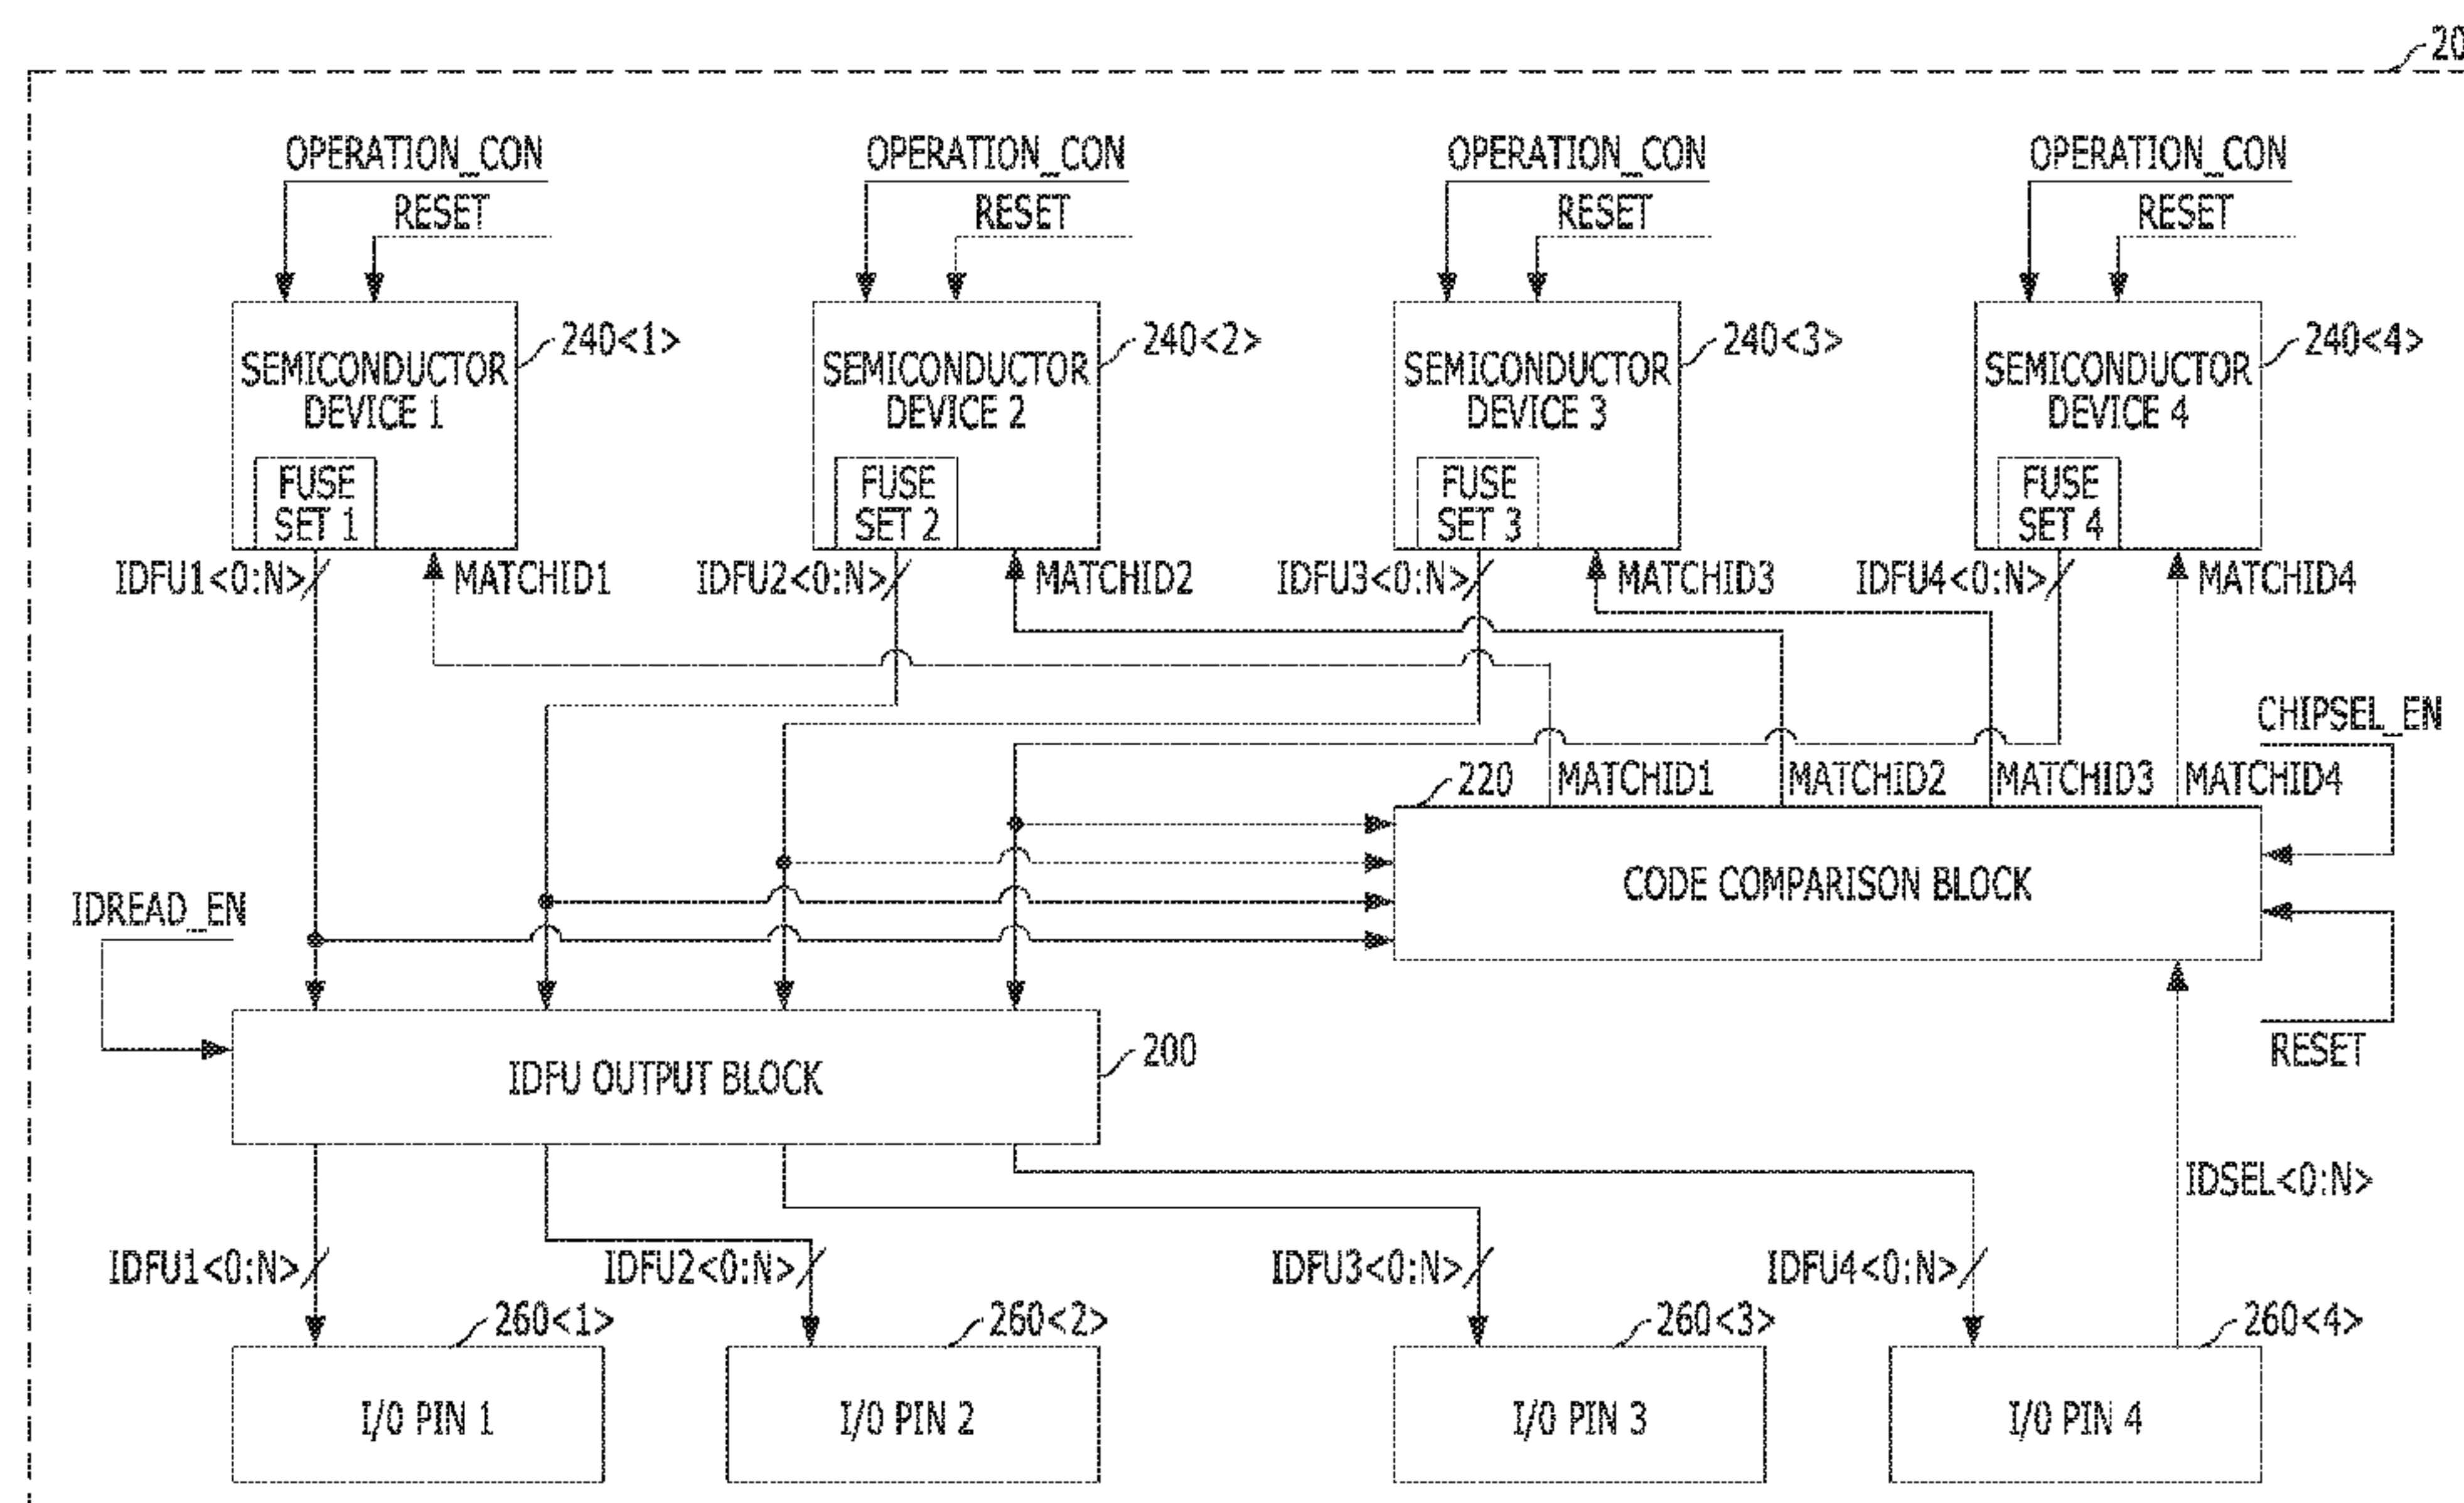 20
OPERATION_CON OPERATION_CON OPERATION_CON OPERATION_CON
RESET RESET RESET RESET
240<1> 240<2> 240<3> 240<4>
SEMICONDUCTOR DEVICE 1
SEMICONDUCTOR DEVICE 2
SEMICONDUCTOR DEVICE 3
SEMICONDUCTOR DEVICE 4
FUSE SET 1
FUSE SET 2
FUSE SET 3
FUSE SET 4
IDFU1<0:N> MATCHID1 IDFU2<0:N> MATCHID2 IDFU3<0:N> MATCHID3 IDFU4<0:N> MATCHID4
CHIPSEL_EN
220 MATCHID1 MATCHID2 MATCHID3 MATCHID4
CODE COMPARISON BLOCK
IDREAD_EN
RESET
200
IDFU OUTPUT BLOCK
IDSEL<0:N>
IDFU1<0:N> IDFU2<0:N> IDFU3<0:N> IDFU4<0:N>
260<1> 260<2> 260<3> 260<4>
I/O PIN 1 I/O PIN 2 I/O PIN 3 I/O PIN 4